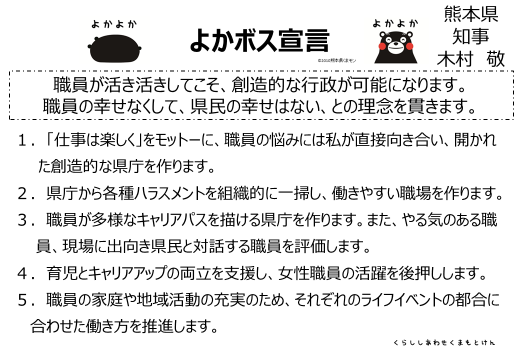 よかよか
よかボス宣言
©2010熊本県くまモン
よかよか
熊本県
知事
木村　敬
職員が活き活きしてこそ、創造的な行政が可能になります。
職員の幸せなくして、県民の幸せはない、との理念を貫きます。
１．「仕事は楽しく」をモットーに、職員の悩みには私が直接向き合い、開かれ
た創造的な県庁を作ります。
２．県庁から各種ハラスメントを組織的に一掃し、働きやすい職場を作ります。
３．職員が多様なキャリアパスを描ける県庁を作ります。また、やる気のある職
員、現場に出向き県民と対話する職員を評価します。
４．育児とキャリアアップの両立を支援し、女性職員の活躍を後押しします。
５．職員の家庭や地域活動の充実のため、それぞれのライフイベントの都合に
合わせた働き方を推進します。
くらしにしあわせくまもとけん